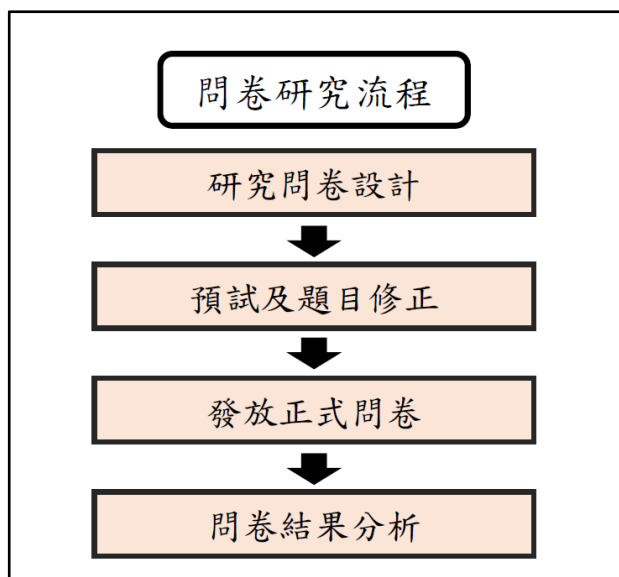 問卷研究流程
研究問卷設計
預試及題目修正
發放正式問卷
問卷結果分析